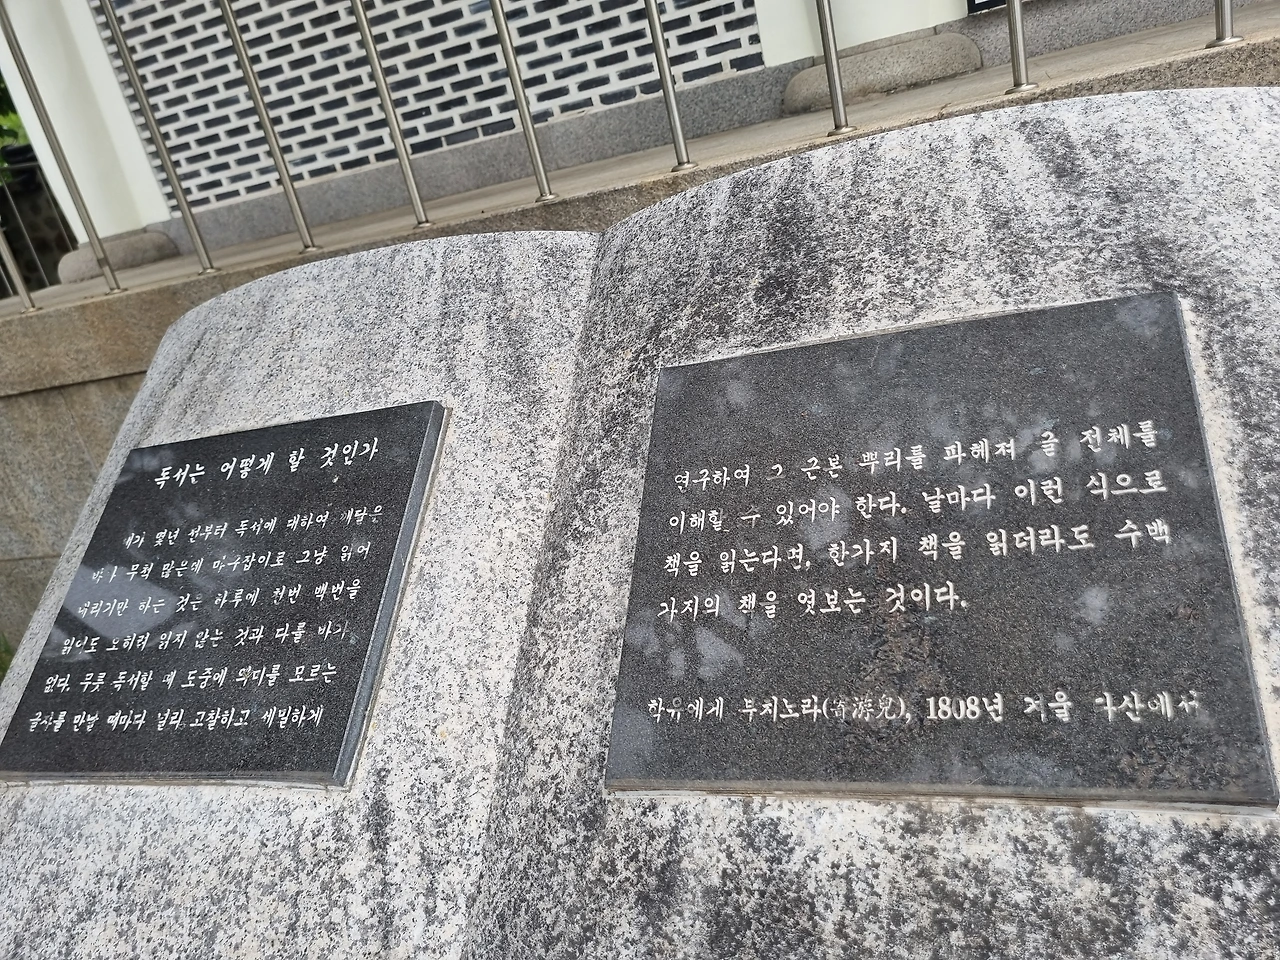 독서는 어떻게 할 것인가
내가 몇년 전부터 독서에 대하여 깨달은
바가 무척 많은데 마구잡이로 그냥 읽어
내리기만 하는 것은 하루에 천번 백번을
읽어도 오히려 읽지 않는 것과 다를 바가
없다. 무릇 독서할 때 도중에 의미를 모르는
글자를 만날 때마다 널리 고찰하고 세밀하게
연구하여 그 근본 뿌리를 파헤쳐 글 전체를
이해할 수 있어야 한다. 날마다 이런 식으로
책을 읽는다면, 한가지 책을 읽더라도 수백
가지의 책을 엿보는 것이다.
학유에게 부치노라(寄游兒), 1808년 겨울 다산에서